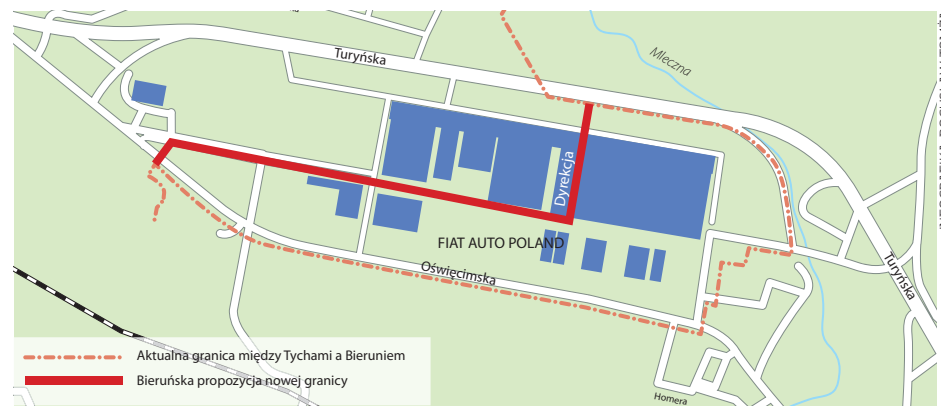 Turyńska
Mleczna
Dyrekcja
FIAT AUTO POLAND
Oświęcimska
Turyńska
Aktualna granica między Tychami a Bieruniem
Bieruńska propozycja nowej granicy
Homera